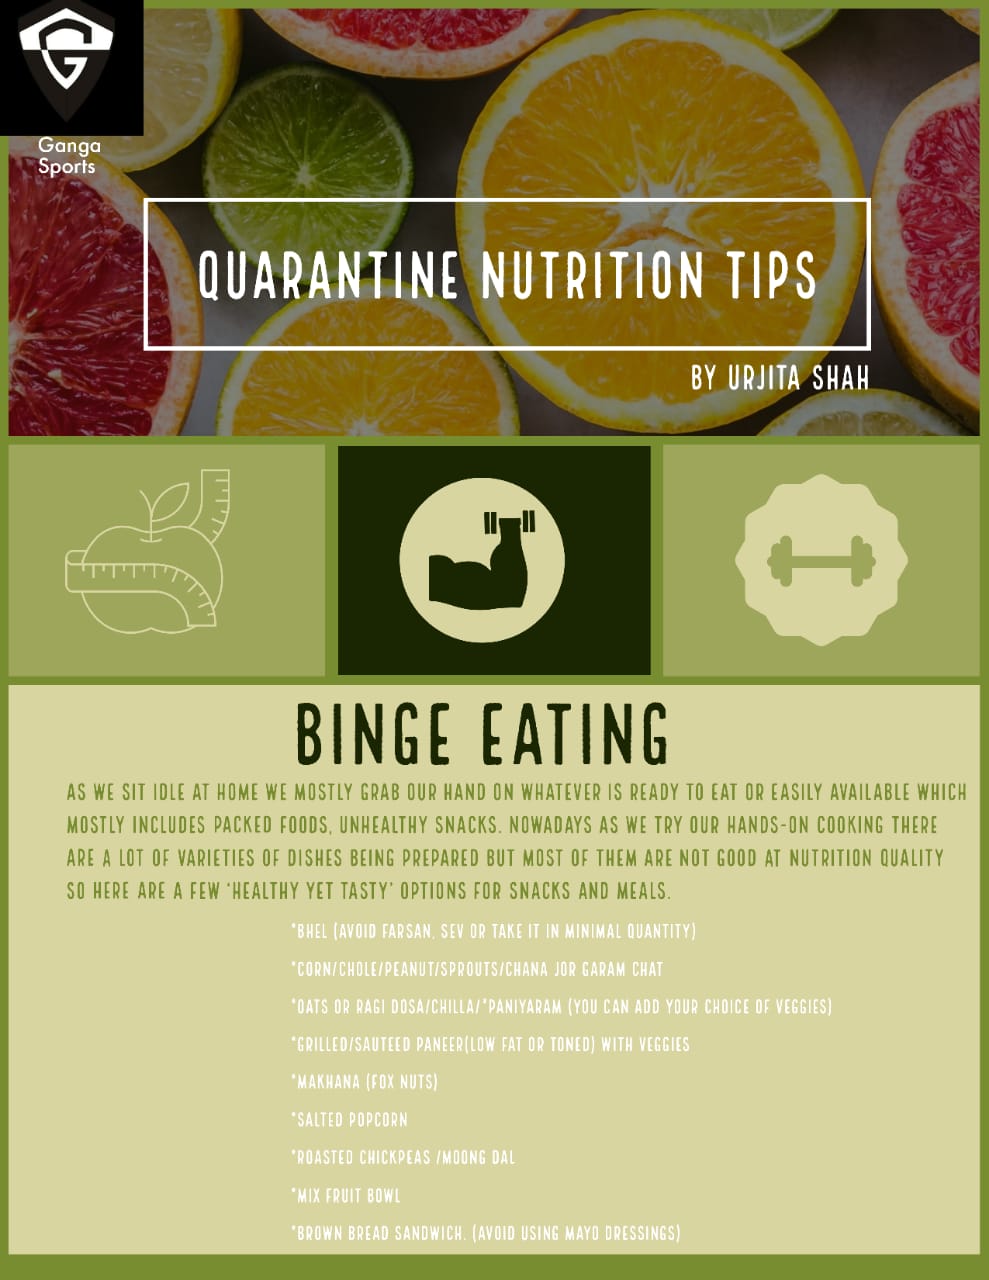 G
Ganga
Sports
QUARANTINE NUTRITION TIPS
BY URJITA SHAH
BINGE EATING
AS WE SIT IDLE AT HOME WE MOSTLY GRAB OUR HAND ON WHATEVER IS READY TO EAT OR EASILY AVAILABLE WHICH
MOSTLY INCLUDES PACKED FOODS, UNHEALTHY SNACKS. NOWADAYS AS WE TRY OUR HANDS-ON COOKING THERE
ARE A LOT OF VARIETIES OF DISHES BEING PREPARED BUT MOST OF THEM ARE NOT GOOD AT NUTRITION QUALITY
SO HERE ARE A FEW 'HEALTHY YET TASTY' OPTIONS FOR SNACKS AND MEALS.
*BHEL (AVOID FARSAN, SEV OR TAKE IT IN MINIMAL QUANTITY)
*CORN/CHOLE/PEANUT/SPROUTS/CHANA JOR GARAM CHAT
*OATS OR RAGI DOSA/CHILLA/*PANIYARAM (YOU CAN ADD YOUR CHOICE OF VEGGIES)
*GRILLED/SAUTEED PANEER(LOW FAT OR TONED) WITH VEGGIES
*MAKHANA (FOX NUTS)
*SALTED POPCORN
*ROASTED CHICKPEAS /MOONG DAL
*MIX FRUIT BOWL
*BROWN BREAD SANDWICH. (AVOID USING MAYO DRESSINGS)